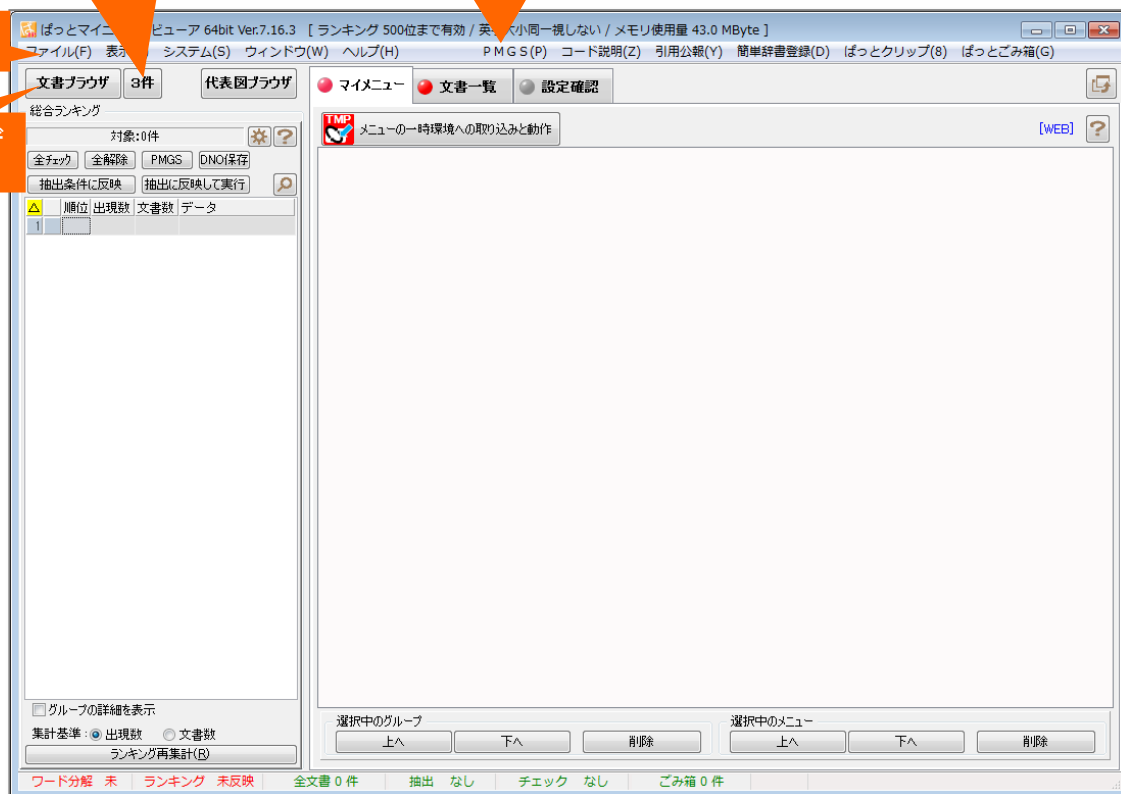 ぱっとマイニ ビューア 64bit Ver.7.16.3 [ ランキング 500位まで有効 / 英 大小同一視しない / メモリ使用量 43.0 MByte ]
ファイル(F) 表示 システム(S) ウィンドウ(W) ヘルプ(H) PMGS(P) コード説明(Z) 引用公報(Y) 簡単辞書登録(D) ぱっとクリップ(8) ぱっとごみ箱(G)
文書ブラウザ 3件 代表図ブラウザ
マイメニュー 文書一覧 設定確認
総合ランキング
TMP メニューの一時環境への取り込みと動作 [WEB] ?
対象:0件 ?
全チェック 全解除 PMGS DNO保存
抽出条件に反映 抽出に反映して実行
△ 順位 出現数 文書数 データ
1
グループの詳細を表示
集計基準: 出現数 文書数
ランキング再集計(R)
選択中のグループ 選択中のメニュー
上へ 下へ 削除 上へ 下へ 削除
ワード分解 未 ランキング 未反映 全文書 0 件 抽出 なし チェック なし ごみ箱 0 件